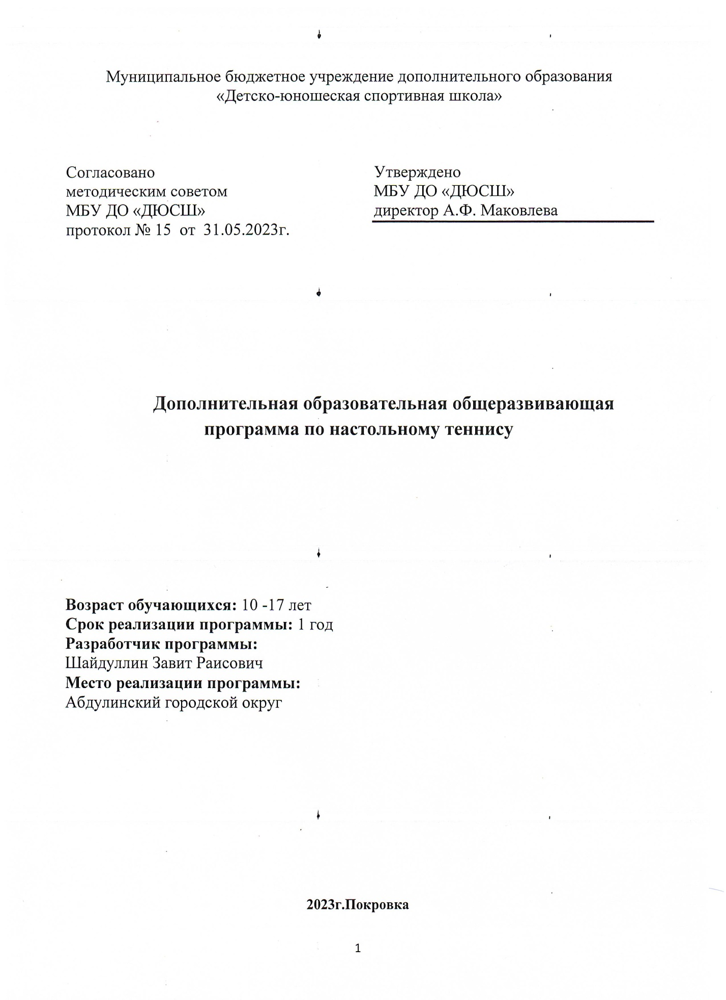 Муниципальное бюджетное учреждение дополнительного образования
«Детско-юношеская спортивная школа»
Согласовано
методическим советом
МБУ ДО «ДЮСШ»
протокол № 15 от 31.05.2023г.
Утверждено
МБУ ДО «ДЮСШ»
директор А.Ф. Маковлева
Дополнительная образовательная общеразвивающая
программа по настольному теннису
Возраст обучающихся: 10 -17 лет
Срок реализации программы: 1 год
Разработчик программы:
Шайдуллин Завит Раисович
Место реализации программы:
Абдулинский городской округ
2023г.Покровка
1